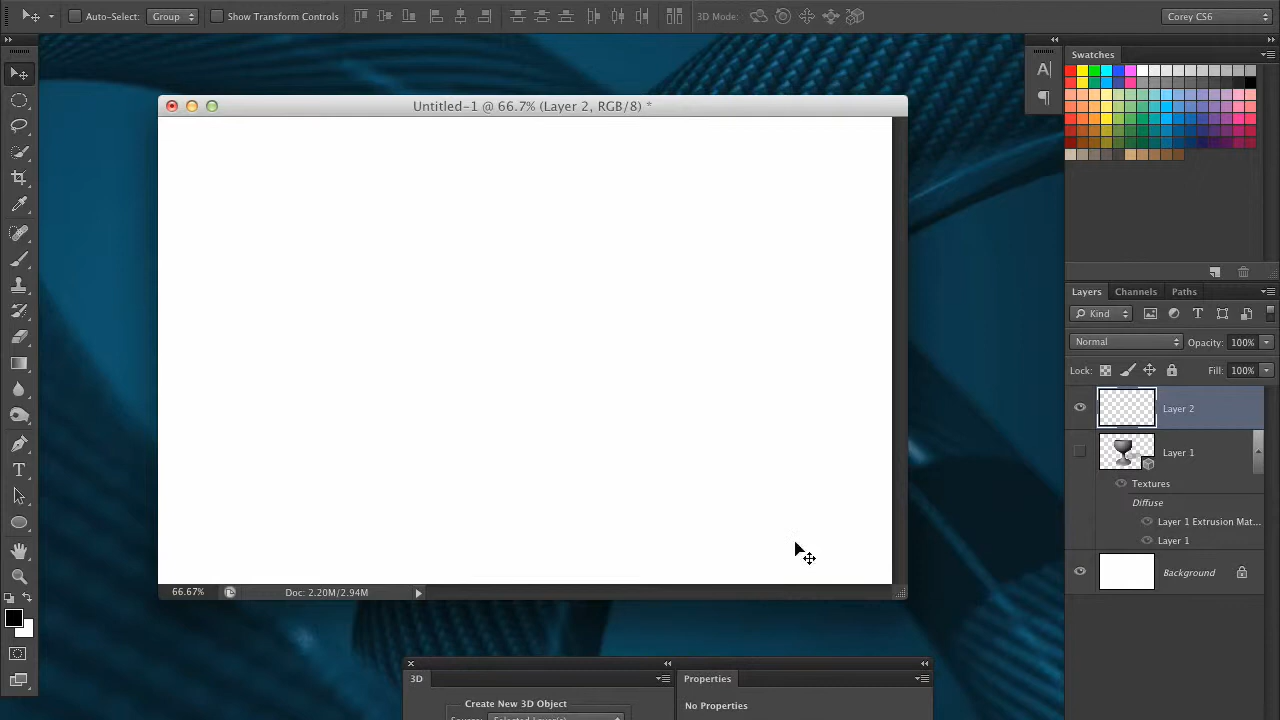 Auto-Select: Group Show Transform Controls 3D Mode: Corey CS6
Swatches
Untitled-1 @ 66.7% (Layer 2, RGB/8) *
Layers Channels Paths
Kind
Normal Opacity: 100%
Lock: Fill: 100%
Layer 2
Layer 1
Textures
Diffuse
Layer 1 Extrusion Mat...
Layer 1
Background
66.67% Doc: 2.20M/2.94M
3D Properties
Create New 3D Object No Properties
Source: Selected Layer(s)